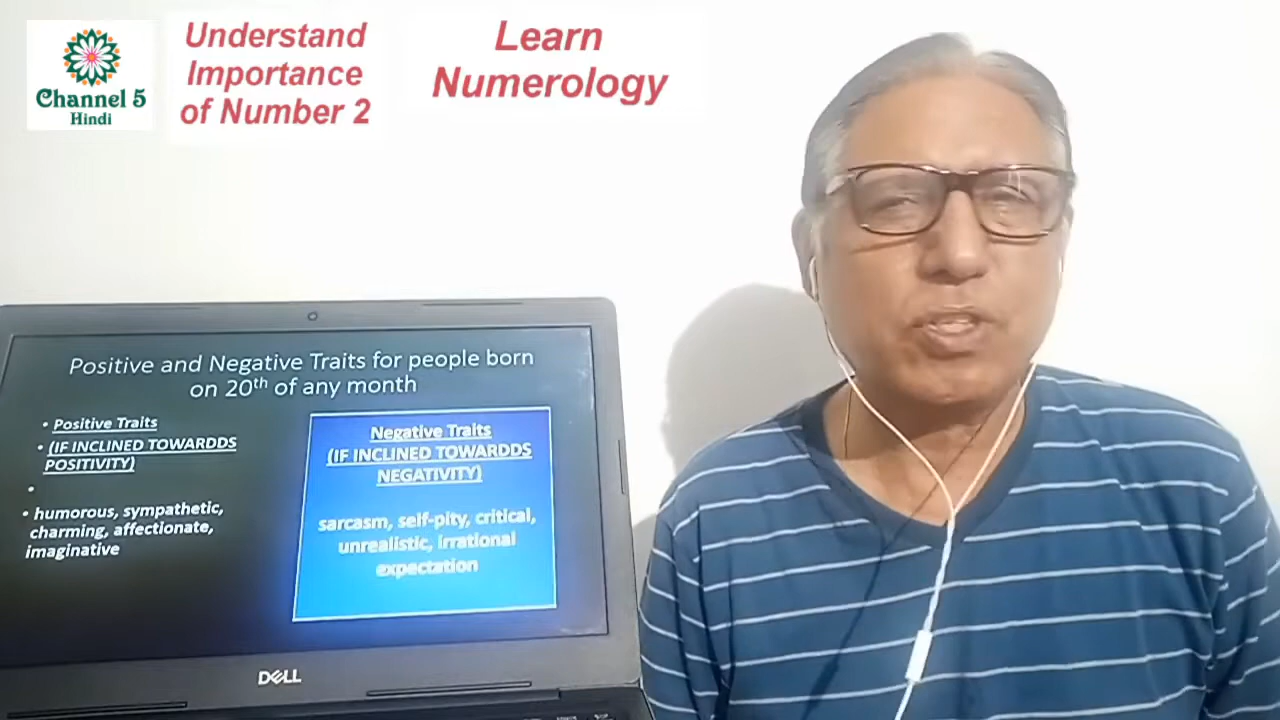 Channel 5
Hindi
Understand
Importance
of Number 2
Learn
Numerology
Positive and Negative Traits for people born
on 20th of any month
• Positive Traits
• (IF INCLINED TOWARDDS
POSITIVITY)
•
• humorous, sympathetic,
charming, affectionate,
imaginative
Negative Traits
(IF INCLINED TOWARDDS
NEGATIVITY)
sarcasm, self-pity, critical,
unrealistic, irrational
expectation
DELL